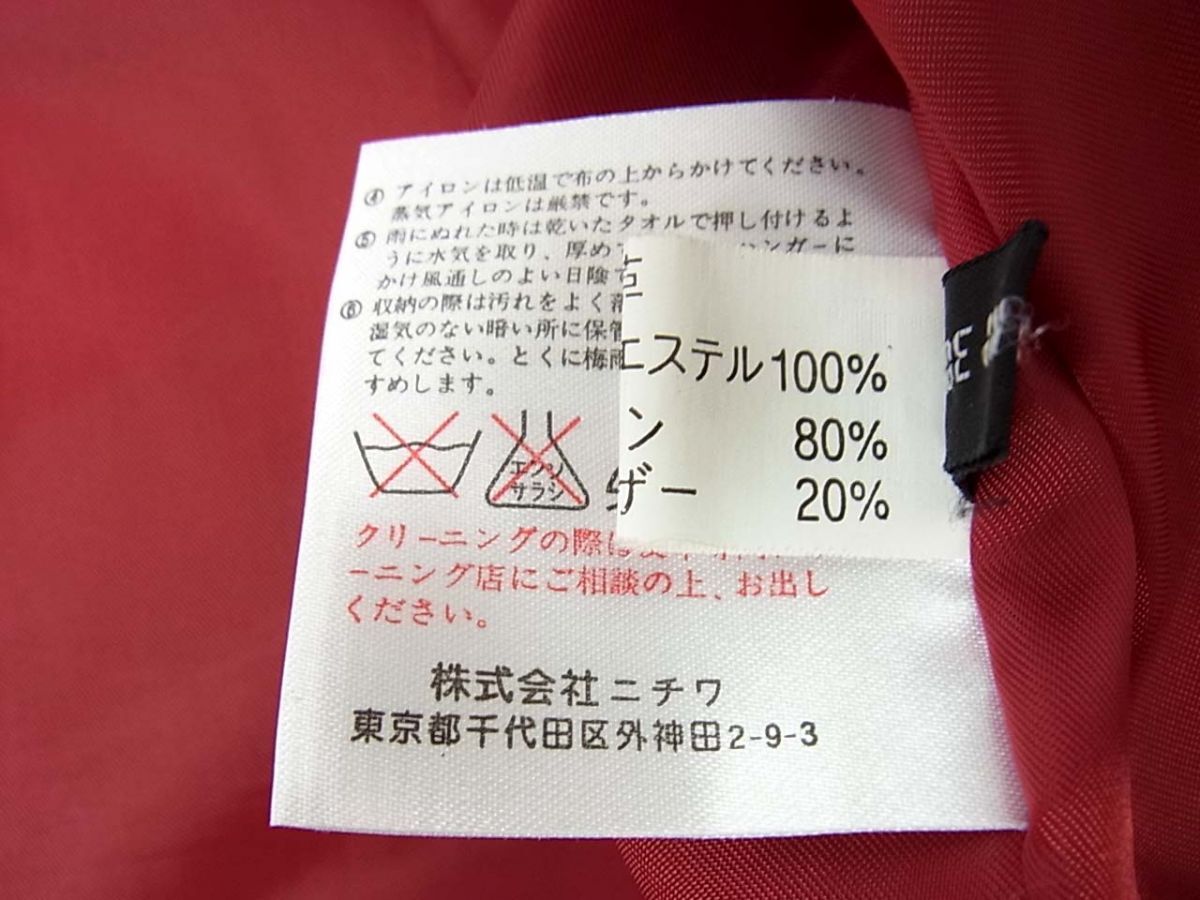 ④ アイロンは低温で布の上からかけてください。
蒸気アイロンは厳禁です。
⑤ 雨にぬれた時は乾いたタオルで押し付けるよ
うに水気を取り、厚め ハンガーに
かけ風通しのよい日陰で
⑥ 収納の際は汚れをよく落
湿気のない暗い所に保管
てください。とくに梅雨
すめします。
エンソ
サラシ
エステル 100%
ン 80%
ザー 20%
クリーニングの際は
ーニング店にご相談の上、お出し
ください。
株式会社ニチワ
東京都千代田区外神田2-9-3